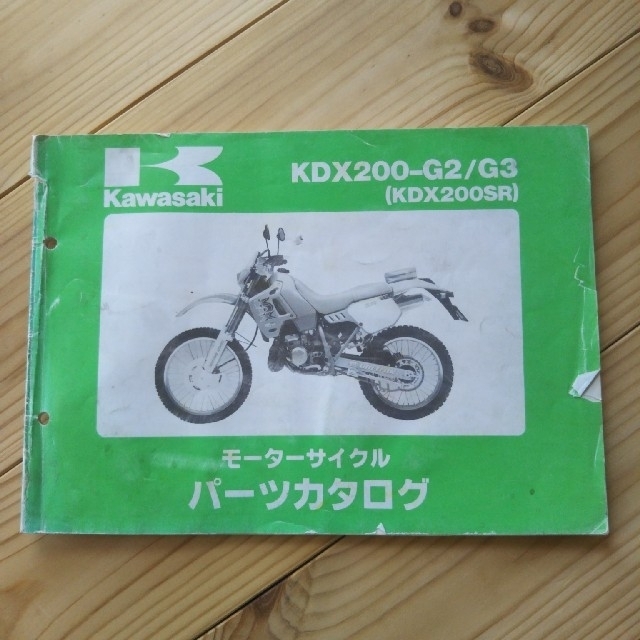 Kawasaki
KDX200-G2/G3
(KDX200SR)
モーターサイクル
パーツカタログ